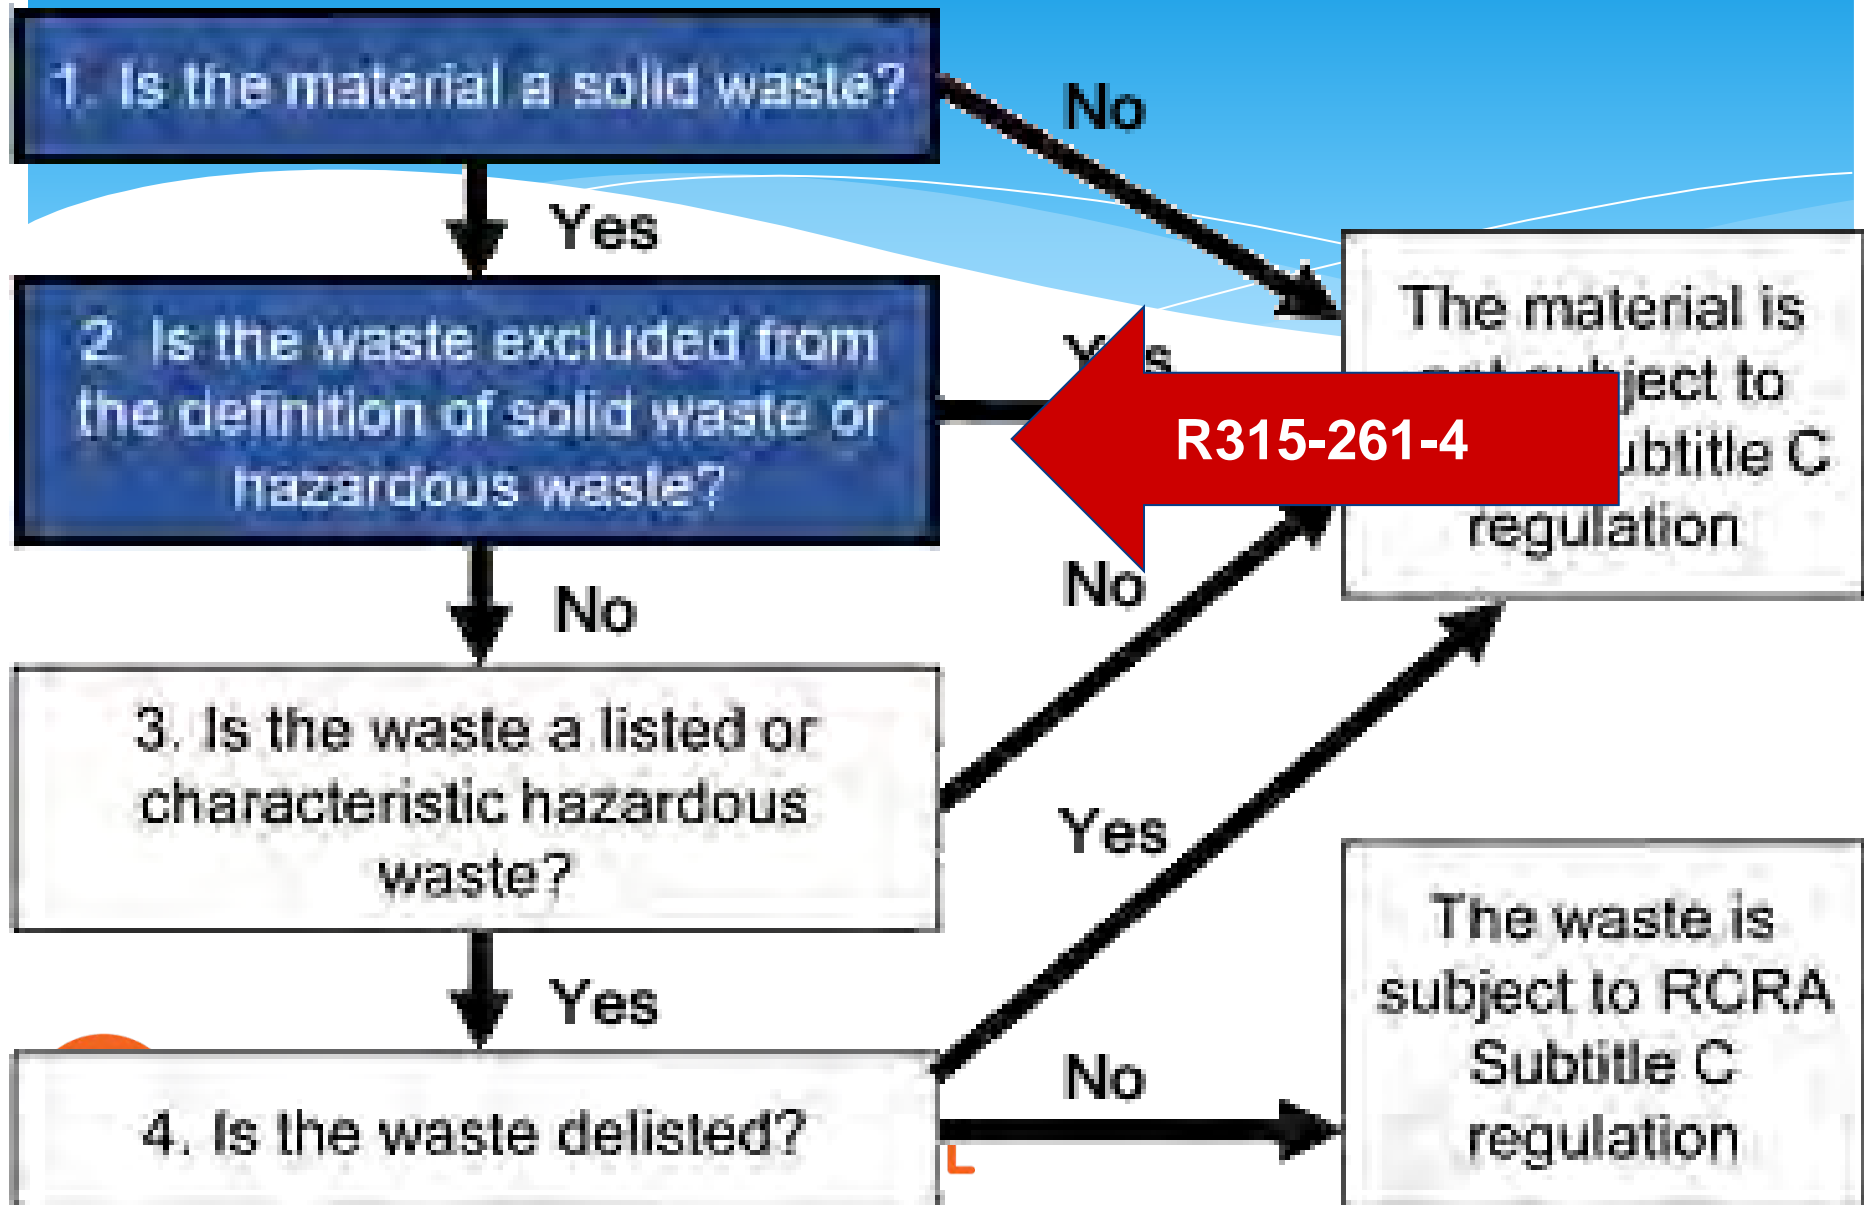 1. Is the material a solid waste?
No
Yes
2. Is the waste excluded from
the definition of solid waste or
hazardous waste?
Yes
R315-261-4
The material is
subject to
Subtitle C
regulation
No
No
3. Is the waste a listed or
characteristic hazardous
waste?
Yes
Yes
4. Is the waste delisted?
No
The waste is
subject to RCRA
Subtitle C
regulation